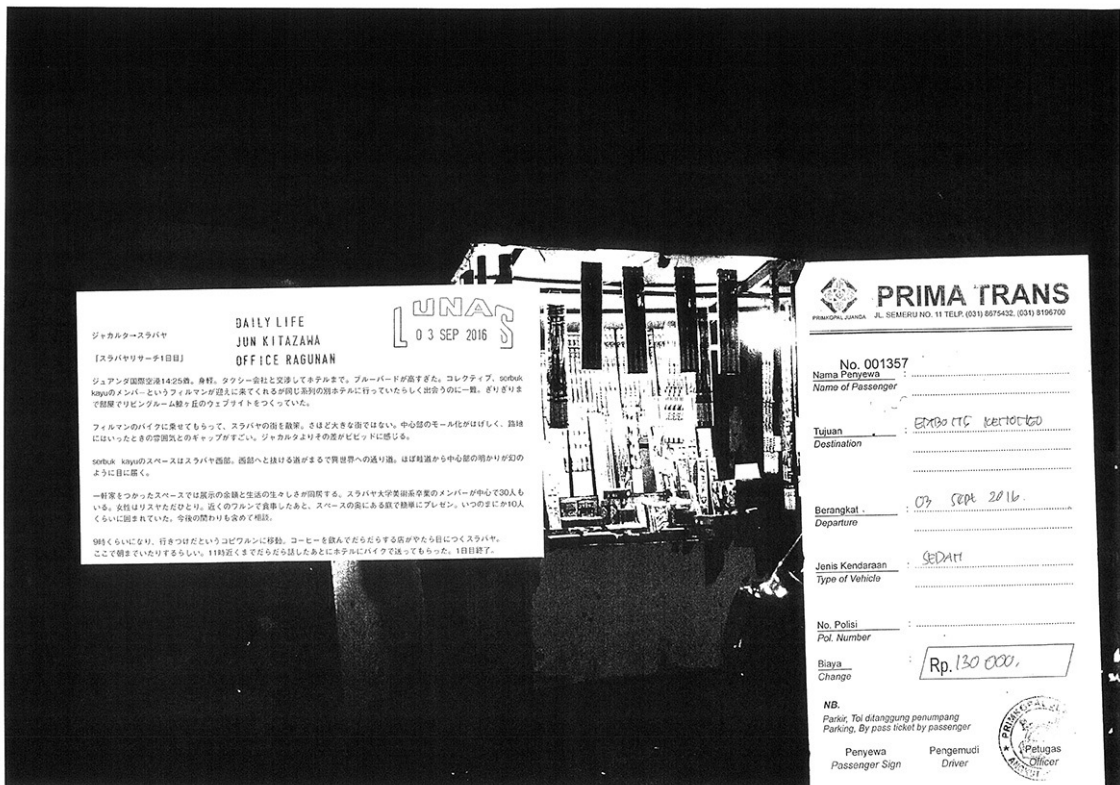 ジャカルタ→スラバヤ
『スラバヤリサーチ1日目』
DAILY LIFE
JUN KITAZAWA
OFFICE RAGUNAN
LUNAS
03 SEP 2016
ジュアンダ国際空港14:25着。身軽。タクシー会社と交渉してホテルまで。ブルーバードが高すぎた。コレクティブ、serbuk
kayuのメンバーというフィルマンが迎えに来てくれるが同じ系列の別ホテルに行っていたらしく出会うのに一難。ぎりぎりま
で部屋でリビングルーム鯨ヶ丘のウェブサイトをつくっていた。
フィルマンのバイクに乗せてもらって、スラバヤの街を散策。さほど大きな街ではない。中心部のモール化がはげしく、路地
にはいったときの雰囲気とのギャップがすごい。ジャカルタよりその差がビビッドに感じる。
serbuk kayuのスペースはスラバヤ西部。西部へと抜ける道がまるで異世界への通り道。ほぼ畦道から中心部の明かりが幻の
ように目に届く。
一軒家をつかったスペースでは展示の余韻と生活の生々しさが同居する。スラバヤ大学美術系卒業のメンバーが中心で30人も
いる。女性はリスヤただひとり。近くのワルンで食事したあと、スペースの奥にある庭で簡単にプレゼン。いつのまにか10人
くらいに囲まれていた。今後の関わりも含めて相談。
9時くらいになり、行きつけだというコピワルンに移動。コーヒーを飲んでだらだらする店がやたら目につくスラバヤ。
ここで朝までいたりするらしい。11時近くまでだらだら話したあとにホテルにバイクで送ってもらった。1日目終了。
PRIMKOPAL JUANDA
PRIMA TRANS
JL. SEMERU NO. 11 TELP. (031) 8675432, (031) 8196700
No. 001357
Nama Penyewa :
Name of Passenger
Tujuan :
Destination
Berangkat : 03 SEPT 2016.
Departure
Jenis Kendaraan : SEDAN
Type of Vehicle
No. Polisi :
Pol. Number
Biaya : Rp. 130 000,
Change
NB.
Parkir, Tol ditanggung penumpang
Parking, By pass ticket by passenger
Penyewa Pengemudi Petugas
Passenger Sign Driver Officer